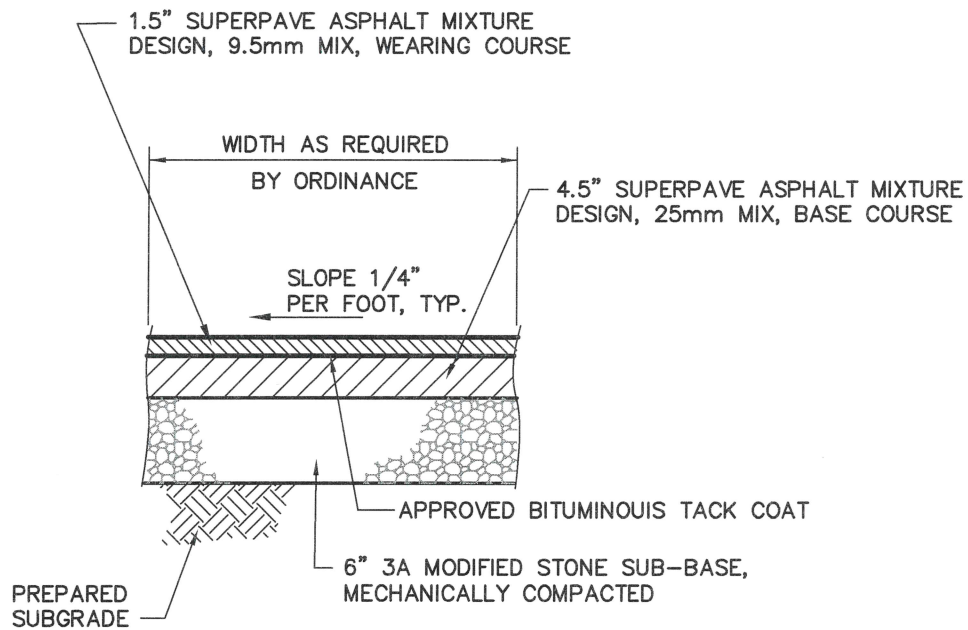 1.5" SUPERPAVE ASPHALT MIXTURE
DESIGN, 9.5mm MIX, WEARING COURSE
WIDTH AS REQUIRED
BY ORDINANCE
4.5" SUPERPAVE ASPHALT MIXTURE
DESIGN, 25mm MIX, BASE COURSE
SLOPE 1/4"
PER FOOT, TYP.
APPROVED BITUMINOUIS TACK COAT
6" 3A MODIFIED STONE SUB-BASE,
MECHANICALLY COMPACTED
PREPARED
SUBGRADE